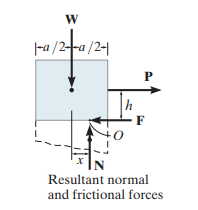 W
a/2 a/2
P
h
F
O
x
N
Resultant normal
and frictional forces